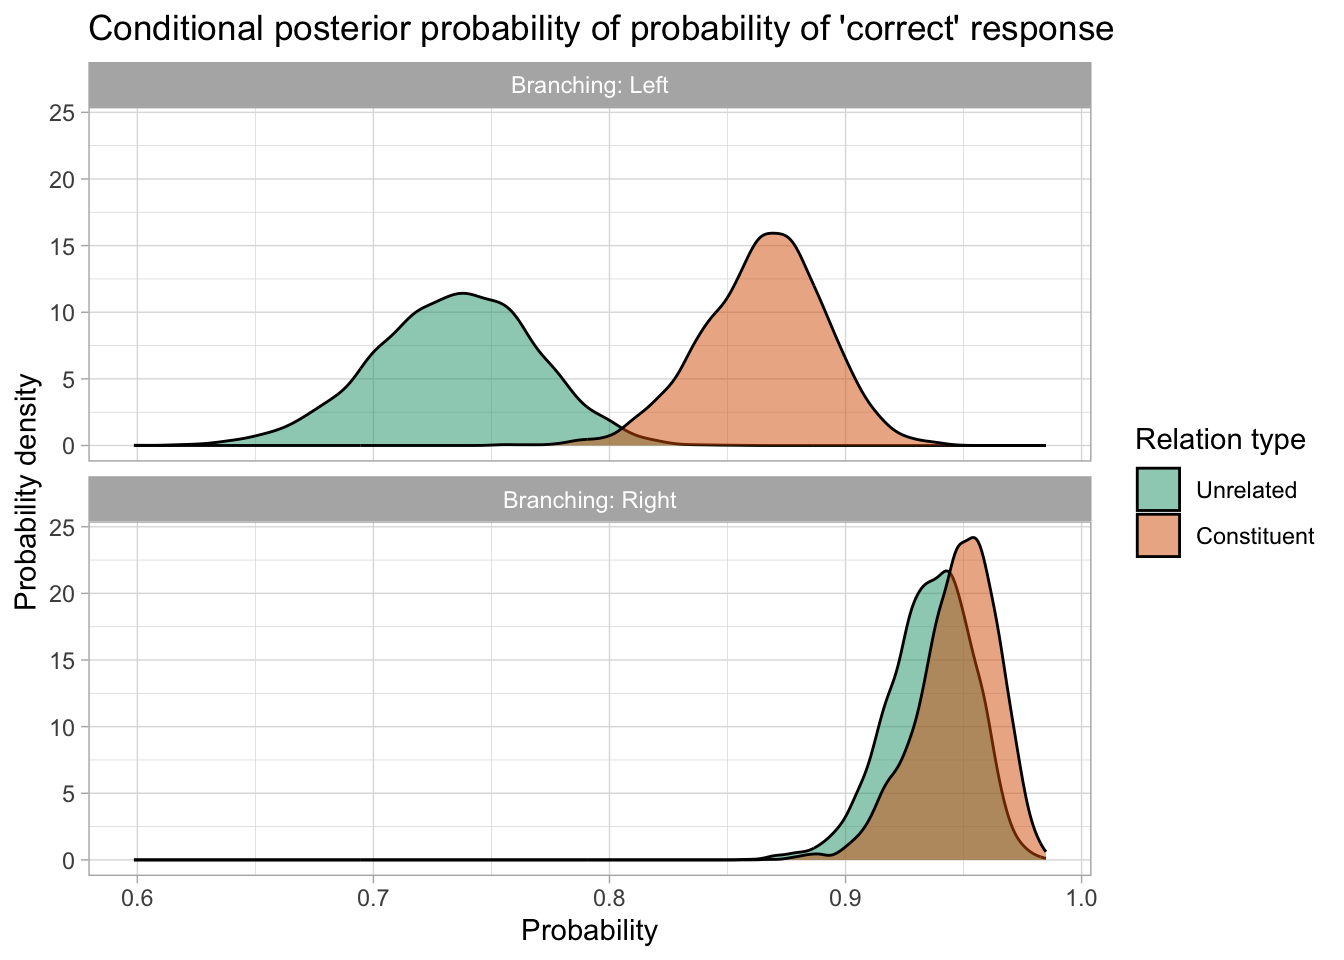 Conditional posterior probability of probability of 'correct' response
Branching: Left
25
20
15
10
5
0
Branching: Right
25
20
15
10
5
0
0.6 0.7 0.8 0.9 1.0
Probability
Probability density
Relation type
Unrelated
Constituent